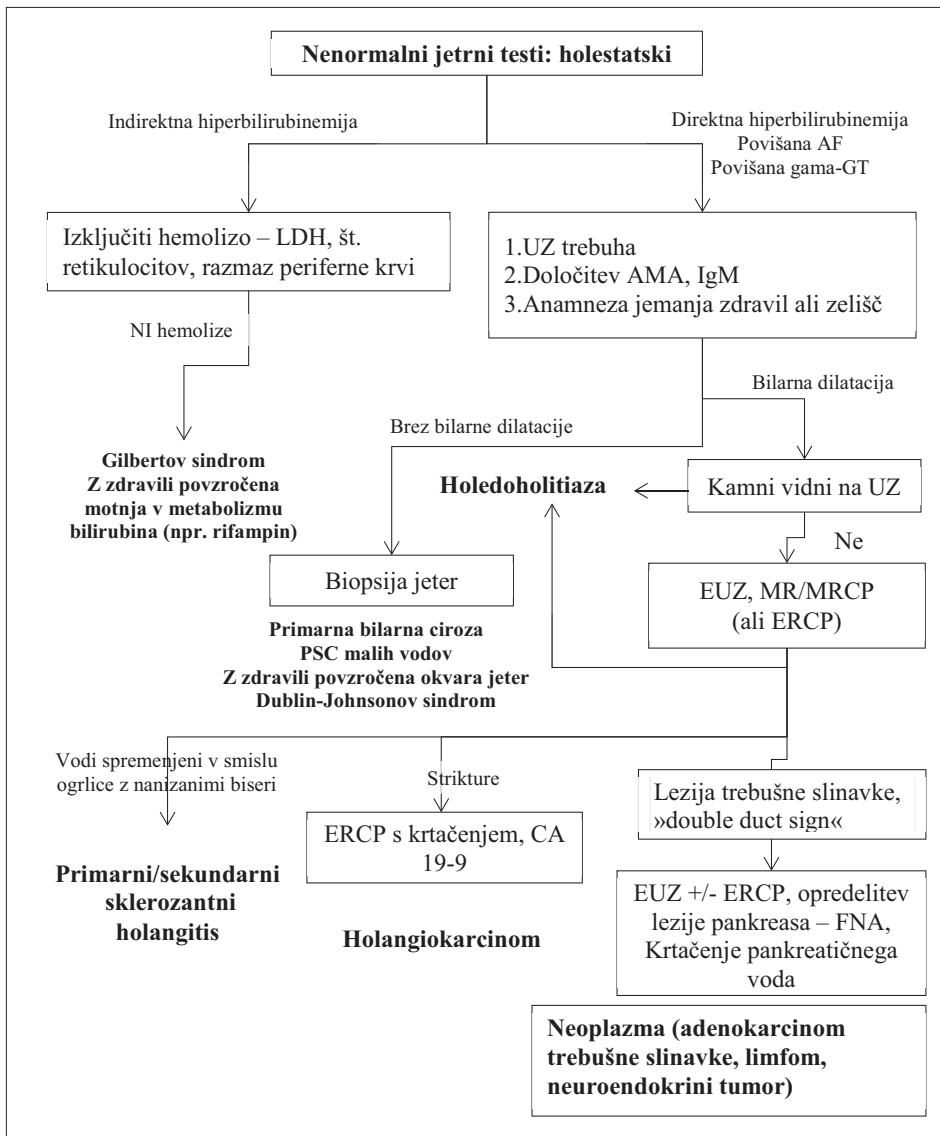 Nenormalni jetrni testi: holestatski
Indirektna hiperbilirubinemija
Direktna hiperbilirubinemija
Povišana AF
Povišana gama-GT
Izključiti hemolizo – LDH, št.
retikulocitov, razmaz periferne krvi
1.UZ trebuha
2.Določitev AMA, IgM
3.Anamneza jemanja zdravil ali zelišč
NI hemolize
Bilarna dilatacija
Brez bilarne dilatacije
Gilbertov sindrom
Z zdravili povzročena
motnja v metabolizmu
bilirubina (npr. rifampin)
Holedoholitiaza
Kamni vidni na UZ
Ne
Biopsija jeter
EUZ, MR/MRCP
(ali ERCP)
Primarna bilarna ciroza
PSC malih vodov
Z zdravili povzročena okvara jeter
Dublin-Johnsonov sindrom
Vodi spremenjeni v smislu
ogrlice z nanizanimi biseri
Strikture
Lezija trebušne slinavke,
»double duct sign«
ERCP s krtačenjem, CA
19-9
Primarni/sekundarni
sklerozantni
holangitis
Holangiokarcinom
EUZ +/- ERCP, opredelitev
lezije pankreasa – FNA,
Krtačenje pankreatičnega
voda
Neoplazma (adenokarcinom
trebušne slinavke, limfom,
neuroendokrini tumor)